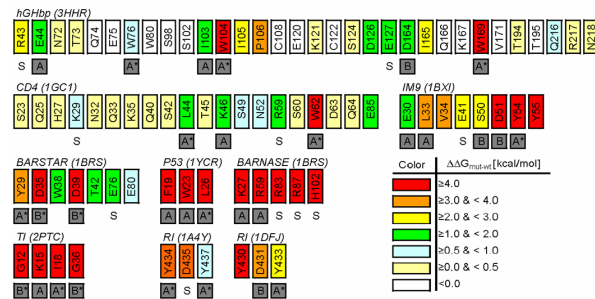 hGHbp (3HHR)
R43 E44 N72 T73 Q74 E75 W76 W80 S98 S102 I103 W104 I105 P106 C108 E120 K121 C122 S124 D126 E127 D164 I165 Q166 K167 W169 V171 T194 T195 Q216 R217 N218
S A A* A A* S B A*
CD4 (1GC1) IM9 (1BXI)
S23 Q25 H27 K29 N32 Q33 K35 Q40 S42 L44 T45 K46 S49 N52 R59 S60 W62 D63 Q64 E85 E30 L33 V34 E41 S50 D51 Y54 Y55
S A* A* S A* A A S B B A*
BARSTAR (1BRS) P53 (1YCR) BARNASE (1BRS)
Y29 D35 W38 D39 T42 E76 E80 F19 W23 L26 K27 R59 R83 R87 H102
A* B* B* S A* A* A* A A S S S
TI (2PTC) RI (1A4Y) RI (1DFJ)
G12 K15 I18 G36 Y434 D435 Y437 Y430 D431 Y433
B* A* A* B* A* S A* B A*
Color ΔΔGmut-wt [kcal/mol]
≥4.0
≥3.0 & <4.0
≥2.0 & < 3.0
≥1.0 & < 2.0
≥0.5 & < 1.0
≥0.0 & < 0.5
<0.0